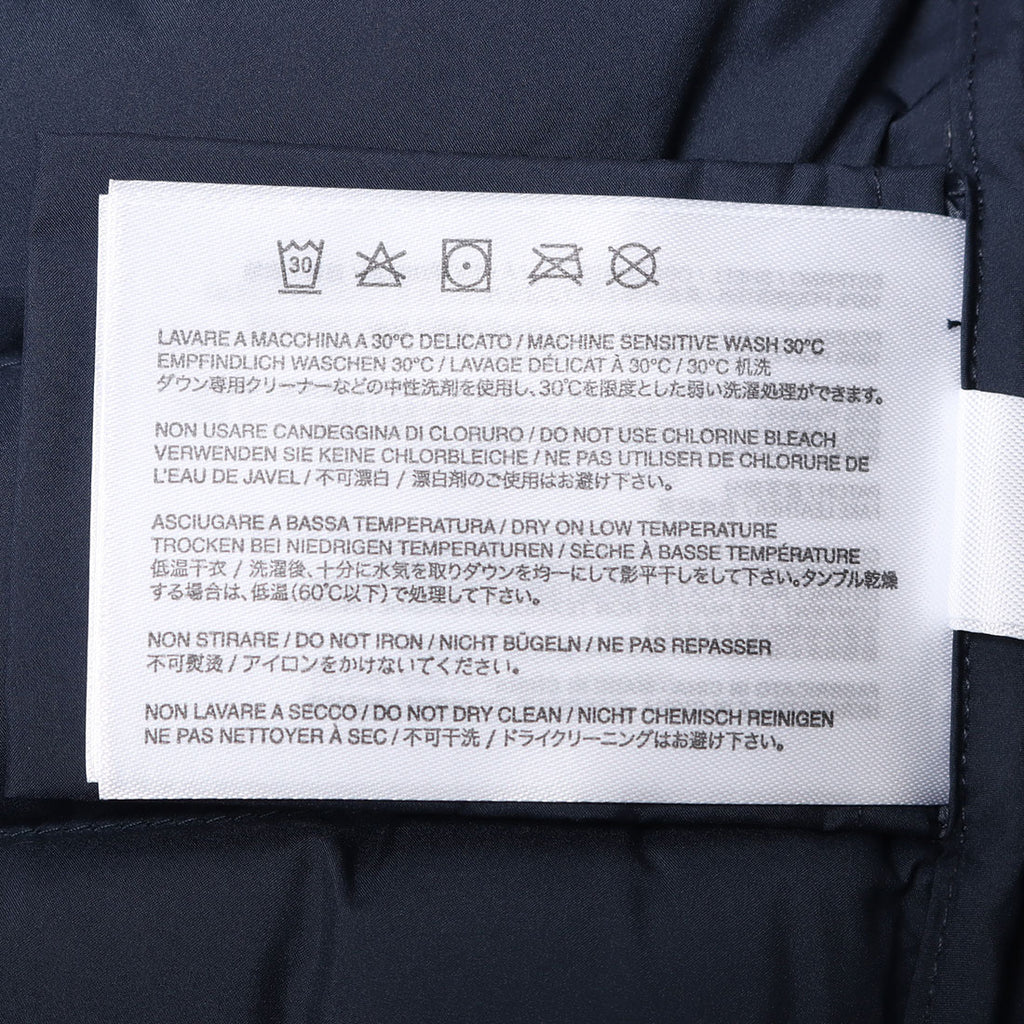 30
LAVARE A MACCHINA A 30°C DELICATO / MACHINE SENSITIVE WASH 30°C
EMPFINDLICH WASCHEN 30°C / LAVAGE DÉLICAT À 30°C / 30°C 机洗
ダウン専用クリーナーなどの中性洗剤を使用し、30℃を限度とした弱い洗濯処理ができます。
NON USARE CANDEGGINA DI CLORURO / DO NOT USE CHLORINE BLEACH
VERWENDEN SIE KEINE CHLORBLEICHE / NE PAS UTILISER DE CHLORURE DE
L'EAU DE JAVEL / 不可漂白 / 漂白剤のご使用はお避け下さい。
ASCIUGARE A BASSA TEMPERATURA / DRY ON LOW TEMPERATURE
TROCKEN BEI NIEDRIGEN TEMPERATUREN / SÈCHE À BASSE TEMPÉRATURE
低温干衣 / 洗濯後、十分に水気を取りダウンを均一にして影平干しをして下さい。タンブル乾燥
する場合は、低温(60℃以下)で処理して下さい。
NON STIRARE / DO NOT IRON / NICHT BÜGELN / NE PAS REPASSER
不可熨烫 / アイロンをかけないでください。
NON LAVARE A SECCO / DO NOT DRY CLEAN / NICHT CHEMISCH REINIGEN
NE PAS NETTOYER À SEC / 不可干洗 / ドライクリーニングはお避け下さい。